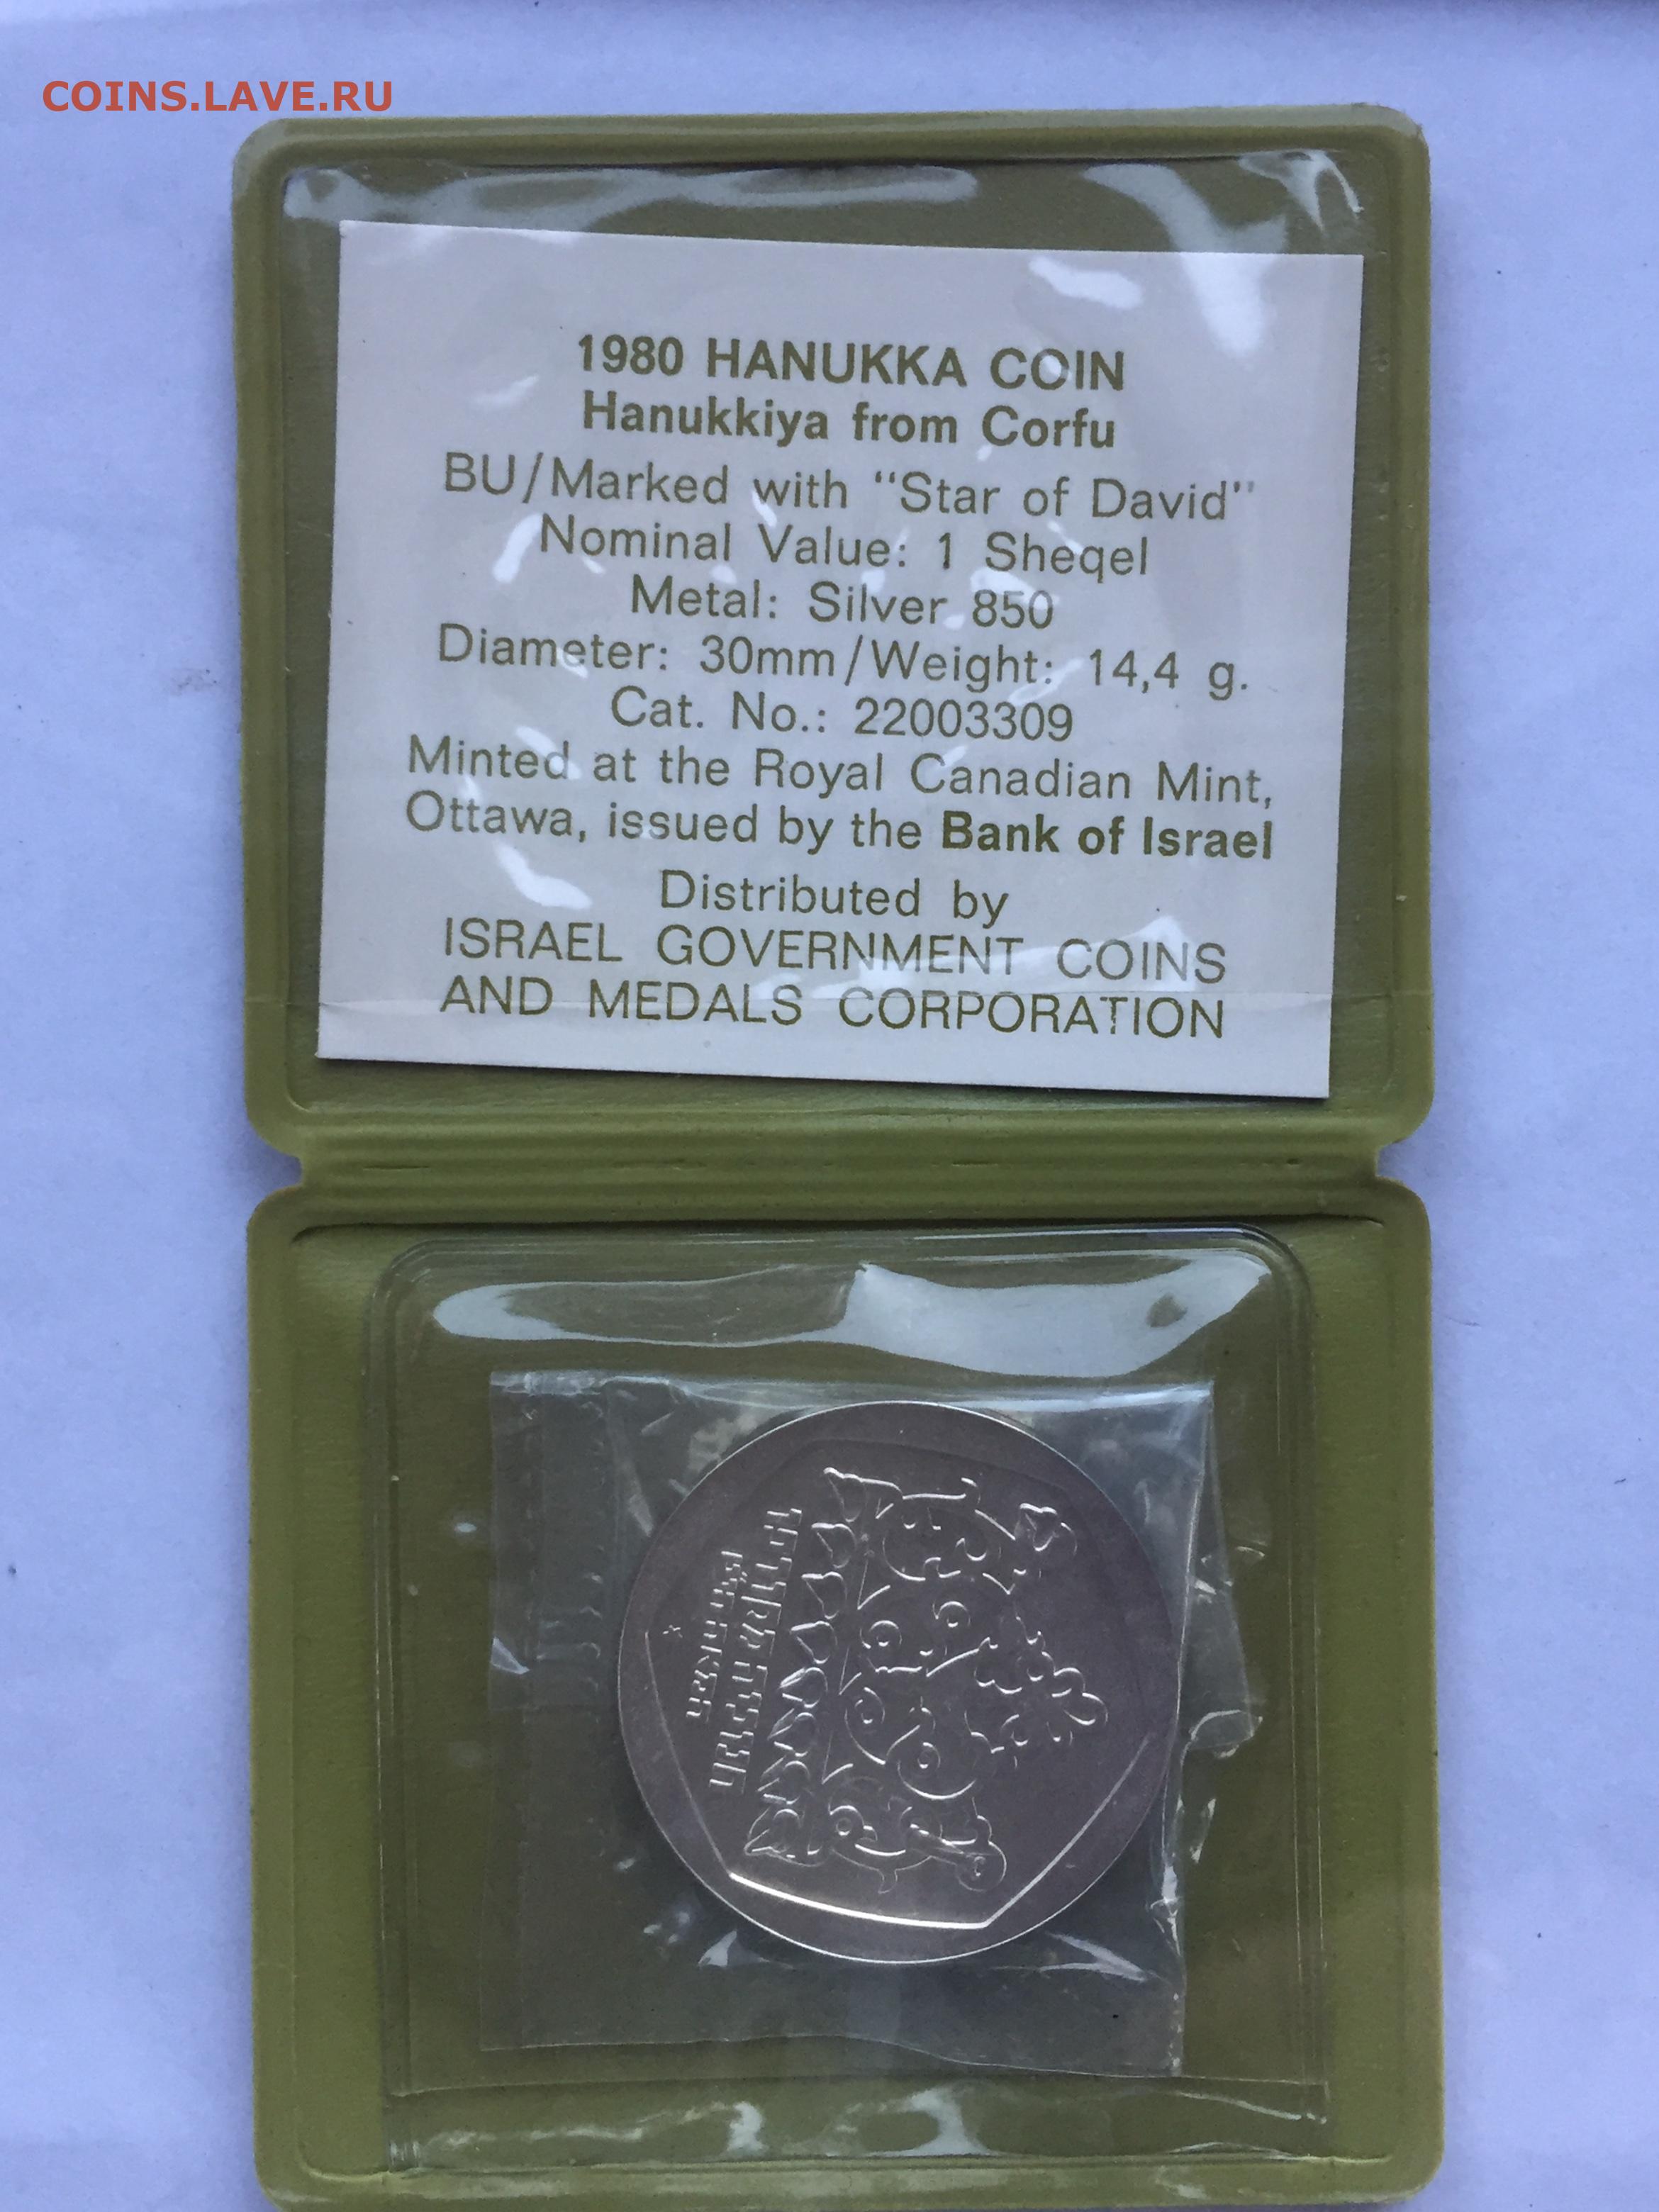 COINS.LAVE.RU
1980 HANUKKA COIN
Hanukkiya from Corfu
BU/Marked with "Star of David"
Nominal Value: 1 Sheqel
Metal: Silver 850
Diameter: 30mm/Weight: 14,4 g.
Cat. No.: 22003309
Minted at the Royal Canadian Mint,
Ottawa, issued by the Bank of Israel
Distributed by
ISRAEL GOVERNMENT COINS
AND MEDALS CORPORATION